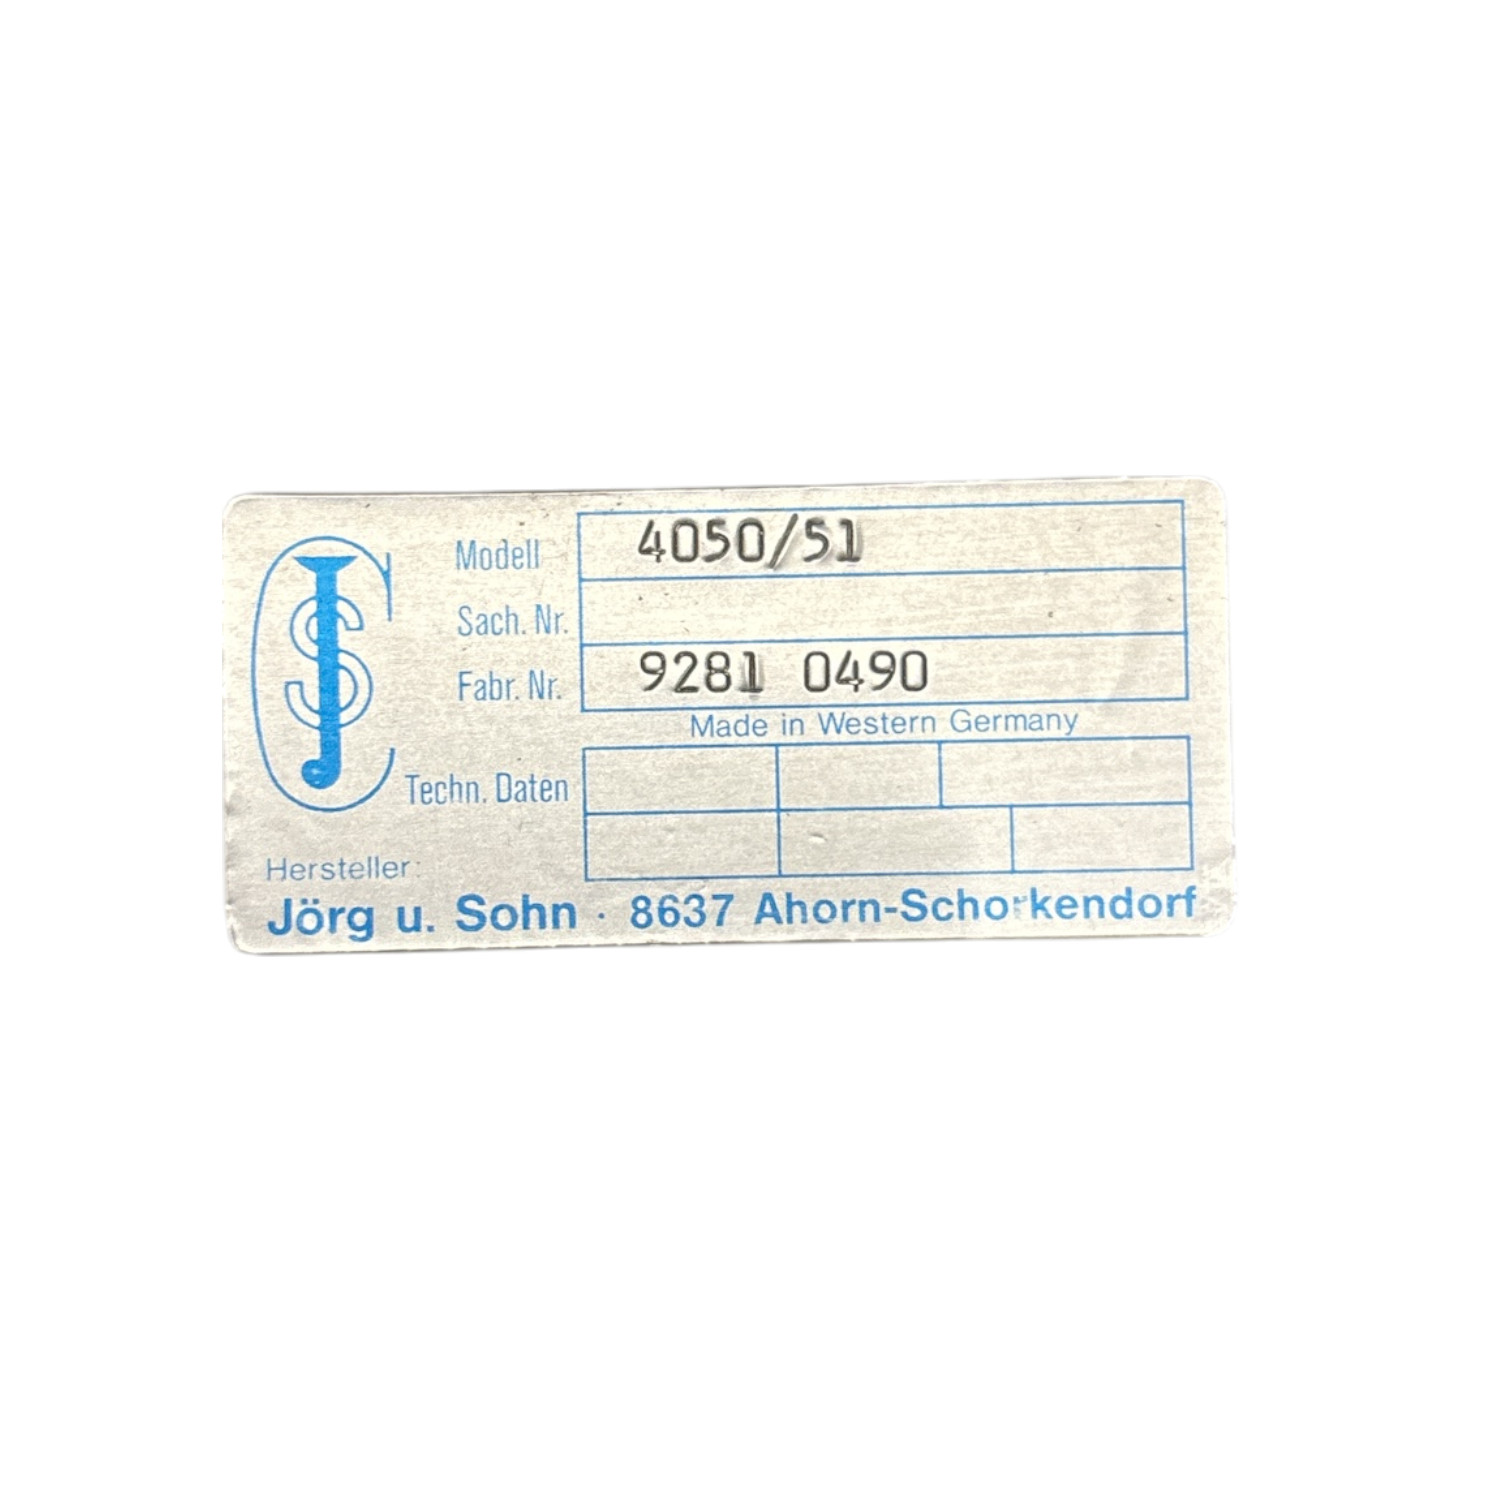 Modell 4050/51
Sach. Nr.
Fabr. Nr. 9281 0490
Made in Western Germany
Techn. Daten
Hersteller:
Jörg u. Sohn · 8637 Ahorn-Schorkendorf